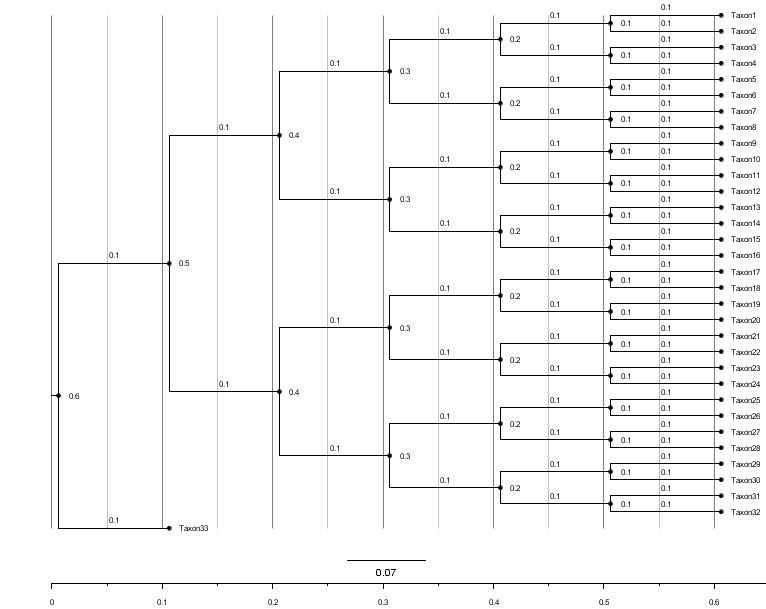 0.1
0.1 Taxon1
0.1 0.1
0.1 Taxon2
0.2 0.1
0.1 Taxon3
0.1 0.1
0.1 Taxon4
0.3 0.1
0.1 Taxon5
0.1 0.1
0.1 Taxon6
0.2 0.1
0.1 Taxon7
0.1 0.1
0.1 Taxon8
0.4 0.1
0.1 Taxon9
0.1 0.1
0.1 Taxon10
0.2 0.1
0.1 Taxon11
0.1 0.1
0.1 Taxon12
0.3 0.1
0.1 Taxon13
0.1 0.1
0.1 Taxon14
0.2 0.1
0.1 Taxon15
0.1 0.1
0.1 Taxon16
0.5 0.1
0.1 Taxon17
0.1 0.1
0.1 Taxon18
0.2 0.1
0.1 Taxon19
0.1 0.1
0.1 Taxon20
0.3 0.1
0.1 Taxon21
0.1 0.1
0.1 Taxon22
0.2 0.1
0.1 Taxon23
0.1 0.1
0.1 Taxon24
0.6 0.4 0.1
0.1 Taxon25
0.1 0.1
0.1 Taxon26
0.2 0.1
0.1 Taxon27
0.1 0.1
0.1 Taxon28
0.3 0.1
0.1 Taxon29
0.1 0.1
0.1 Taxon30
0.2 0.1
0.1 Taxon31
0.1 0.1
Taxon32
0.1
Taxon33
0.07
0 0.1 0.2 0.3 0.4 0.5 0.6